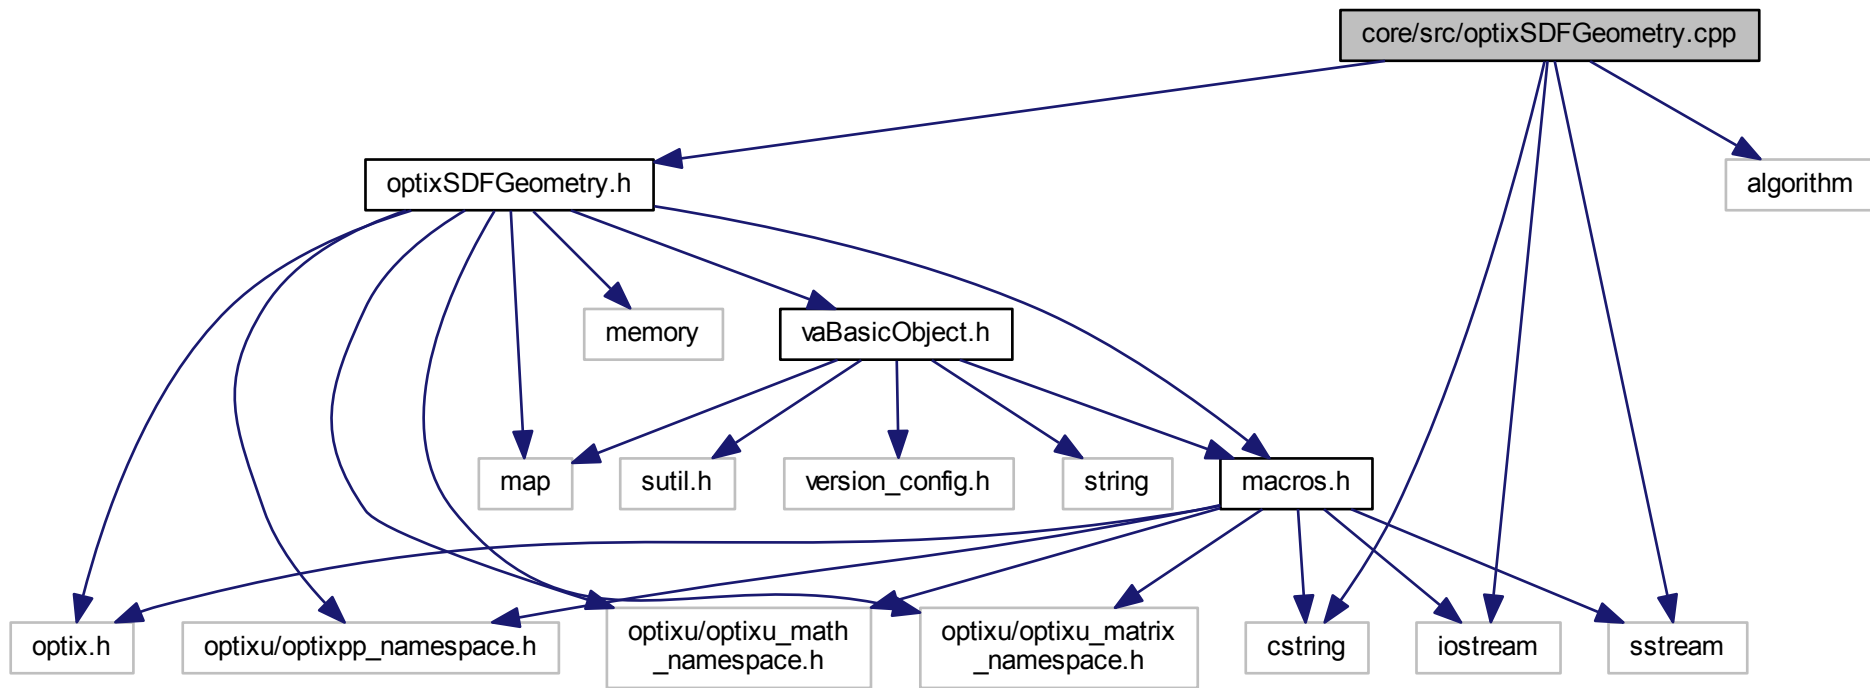 core/src/optixSDFGeometry.cpp
optixSDFGeometry.h
algorithm
memory
vaBasicObject.h
map
sutil.h
version_config.h
string
macros.h
optix.h
optixu/optixpp_namespace.h
optixu/optixu_math
_namespace.h
optixu/optixu_matrix
_namespace.h
cstring
iostream
sstream